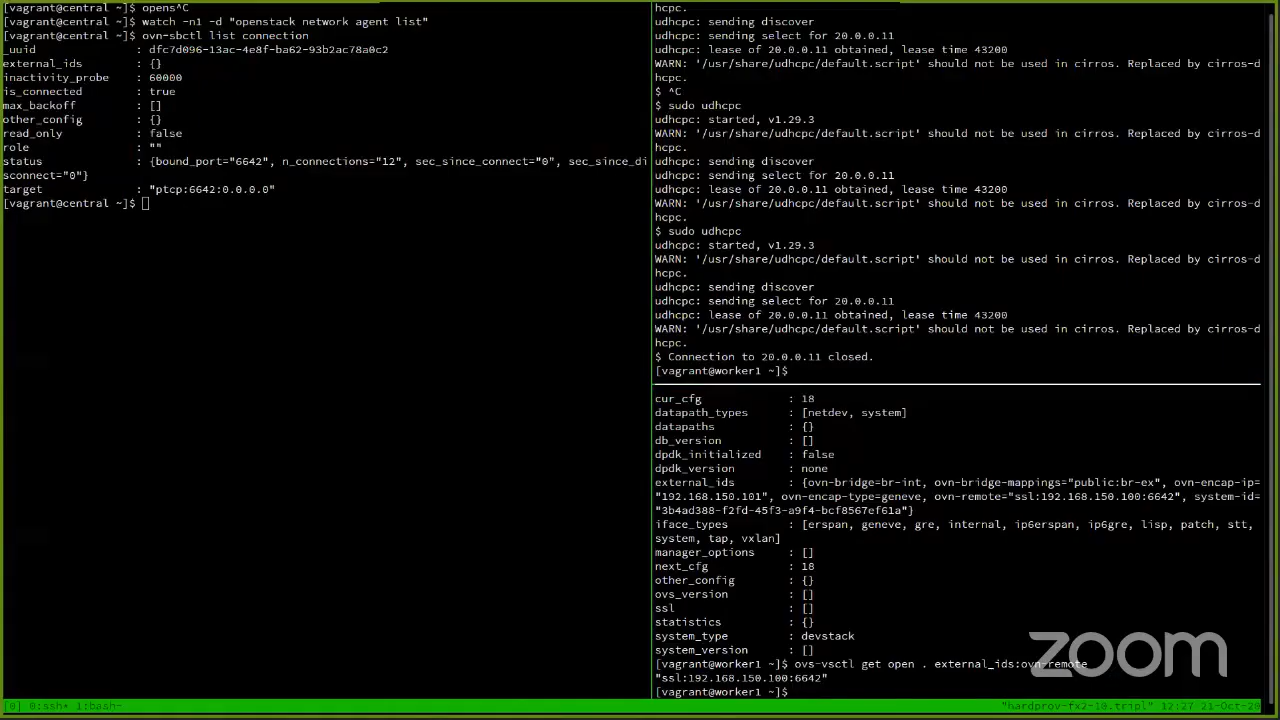 [vagrant@central ~]$ opens^C
[vagrant@central ~]$ watch -n1 -d "openstack network agent list"
[vagrant@central ~]$ ovn-sbctl list connection
_uuid               : dfc7d096-13ac-4e8f-ba62-93b2ac78a0c2
external_ids        : {}
inactivity_probe    : 60000
is_connected        : true
max_backoff         : []
other_config        : {}
read_only           : false
role                : ""
status              : {bound_port="6642", n_connections="12", sec_since_connect="0", sec_since_di
sconnect="0"}
target              : "ptcp:6642:0.0.0.0"
[vagrant@central ~]$
hcpc.
udhcpc: sending discover
udhcpc: sending select for 20.0.0.11
udhcpc: lease of 20.0.0.11 obtained, lease time 43200
WARN: '/usr/share/udhcpc/default.script' should not be used in cirros. Replaced by cirros-d
hcpc.
$ ^C
$ sudo udhcpc
udhcpc: started, v1.29.3
WARN: '/usr/share/udhcpc/default.script' should not be used in cirros. Replaced by cirros-d
hcpc.
udhcpc: sending discover
udhcpc: sending select for 20.0.0.11
udhcpc: lease of 20.0.0.11 obtained, lease time 43200
WARN: '/usr/share/udhcpc/default.script' should not be used in cirros. Replaced by cirros-d
hcpc.
$ sudo udhcpc
udhcpc: started, v1.29.3
WARN: '/usr/share/udhcpc/default.script' should not be used in cirros. Replaced by cirros-d
hcpc.
udhcpc: sending discover
udhcpc: sending select for 20.0.0.11
udhcpc: lease of 20.0.0.11 obtained, lease time 43200
WARN: '/usr/share/udhcpc/default.script' should not be used in cirros. Replaced by cirros-d
hcpc.
$ Connection to 20.0.0.11 closed.
[vagrant@worker1 ~]$
cur_cfg             : 18
datapath_types      : [netdev, system]
datapaths           : {}
db_version          : []
dpdk_initialized    : false
dpdk_version        : none
external_ids        : {ovn-bridge=br-int, ovn-bridge-mappings="public:br-ex", ovn-encap-ip=
"192.168.150.101", ovn-encap-type=geneve, ovn-remote="ssl:192.168.150.100:6642", system-id=
"3b4ad388-f2fd-45f3-a9f4-bcf8567ef61a"}
iface_types         : [erspan, geneve, gre, internal, ip6erspan, ip6gre, lisp, patch, stt,
system, tap, vxlan]
manager_options     : []
next_cfg            : 18
other_config        : {}
ovs_version         : []
ssl                 : []
statistics          : {}
system_type         : devstack
system_version      : []
[vagrant@worker1 ~]$ ovs-vsctl get open . external_ids:ovn-remote
"ssl:192.168.150.100:6642"
[vagrant@worker1 ~]$
zoom
[0] 0:ssh* 1:bash- "hardprov-fx2-10.tripl" 12:27 21-Oct-20